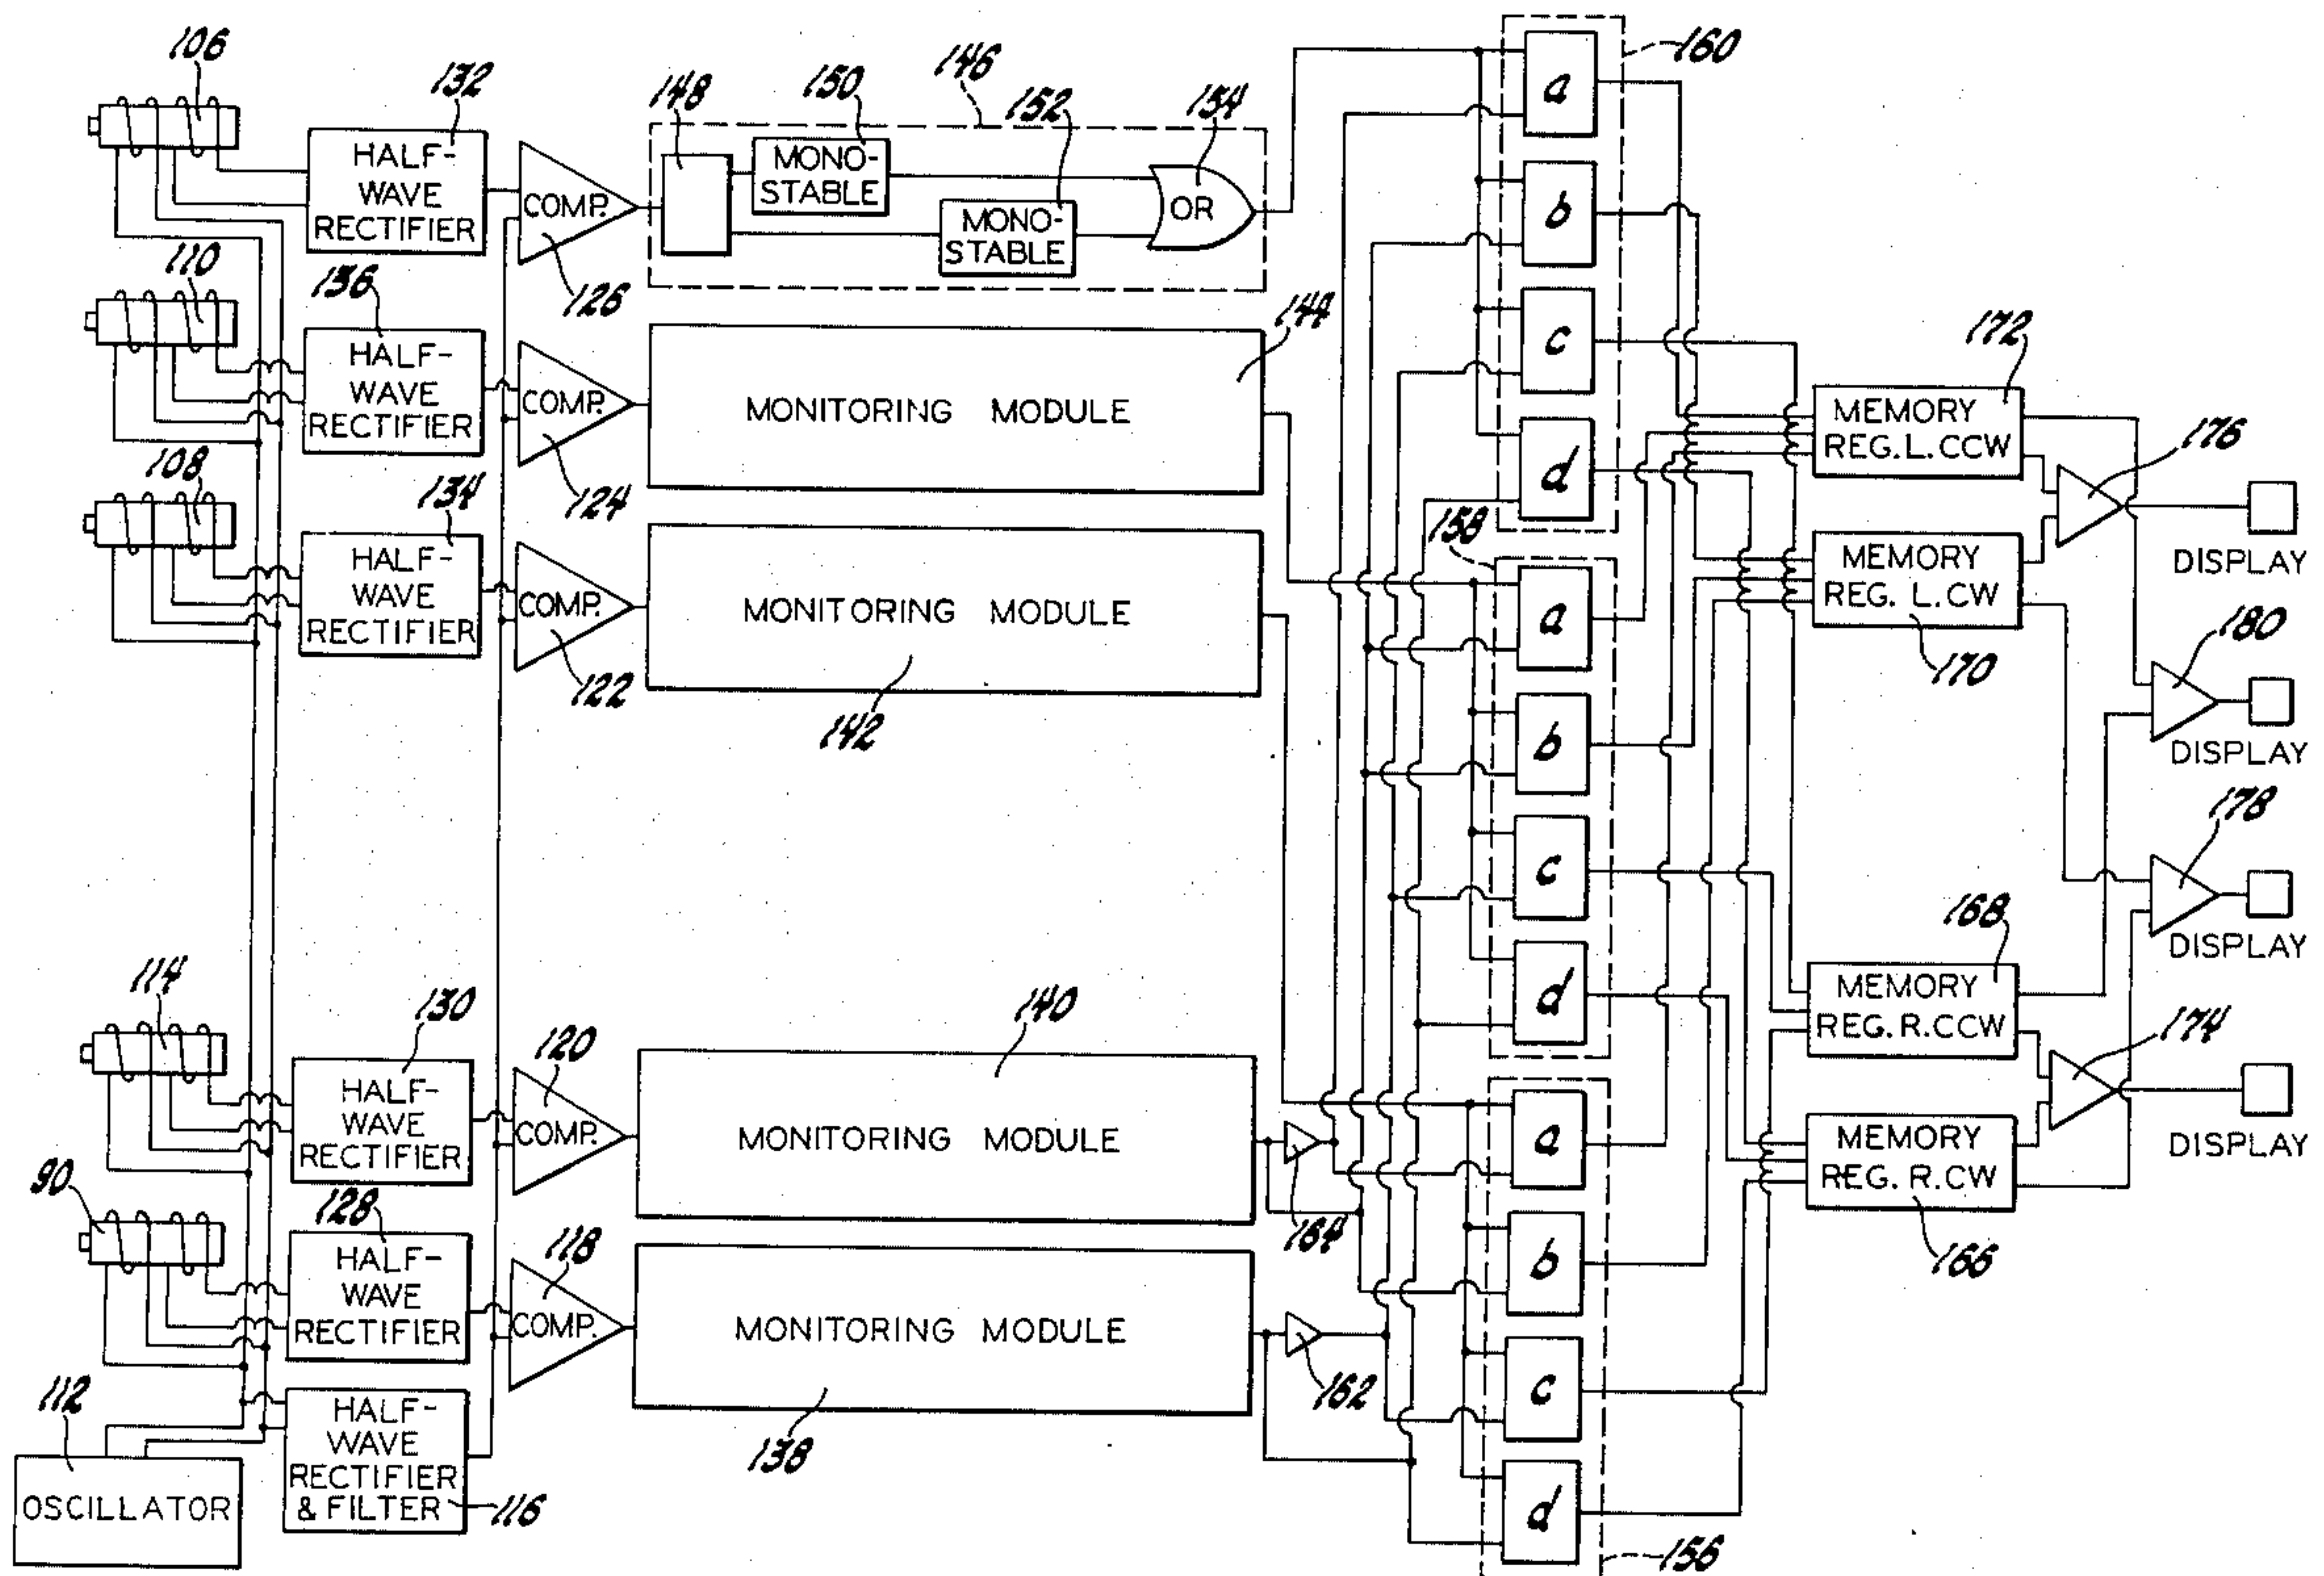 106
132
148
150
146
152
154
160
HALF-
WAVE
RECTIFIER
COMP.
MONO-
STABLE
MONO-
STABLE
OR
126
a
b
c
d
110
136
HALF-
WAVE
RECTIFIER
COMP.
124
MONITORING MODULE
144
108
134
HALF-
WAVE
RECTIFIER
COMP.
122
MONITORING MODULE
142
158
a
b
c
d
172
MEMORY
REG. L. CCW
176
DISPLAY
MEMORY
REG. L. CW
170
180
DISPLAY
178
DISPLAY
168
MEMORY
REG. R. CCW
174
DISPLAY
MEMORY
REG. R. CW
166
114
130
HALF-
WAVE
RECTIFIER
120
COMP.
140
MONITORING MODULE
164
90
128
HALF-
WAVE
RECTIFIER
118
COMP.
MONITORING MODULE
138
162
a
b
c
d
156
112
OSCILLATOR
HALF-
WAVE
RECTIFIER
& FILTER
116